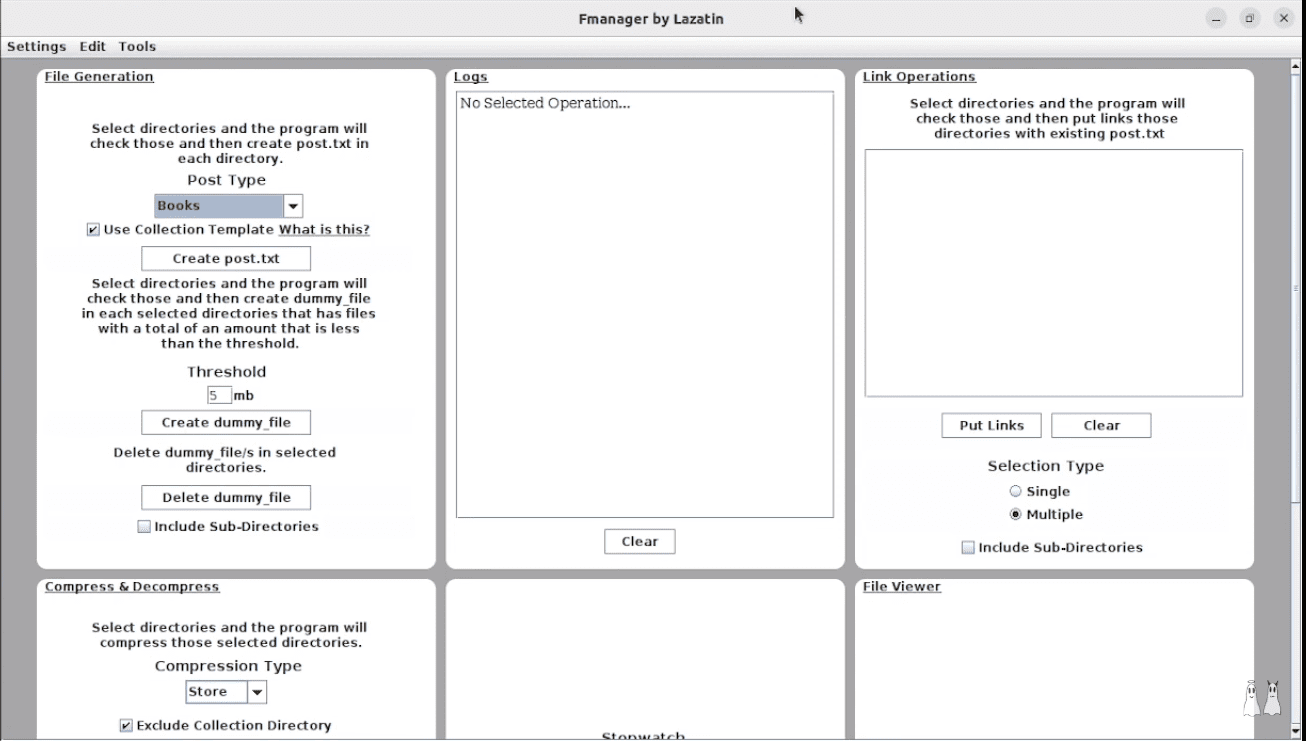 Fmanager by Lazatin
Settings Edit Tools
File Generation
Select directories and the program will
check those and then create post.txt in
each directory.
Post Type
Books
Use Collection Template What is this?
Create post.txt
Select directories and the program will
check those and then create dummy_file
in each selected directories that has files
with a total of an amount that is less
than the threshold.
Threshold
5 mb
Create dummy_file
Delete dummy_file/s in selected
directories.
Delete dummy_file
Include Sub-Directories
Logs
No Selected Operation...
Clear
Link Operations
Select directories and the program will
check those and then put links those
directories with existing post.txt
Put Links Clear
Selection Type
Single
Multiple
Include Sub-Directories
Compress & Decompress
Select directories and the program will
compress those selected directories.
Compression Type
Store
Exclude Collection Directory
Stopwatch
File Viewer